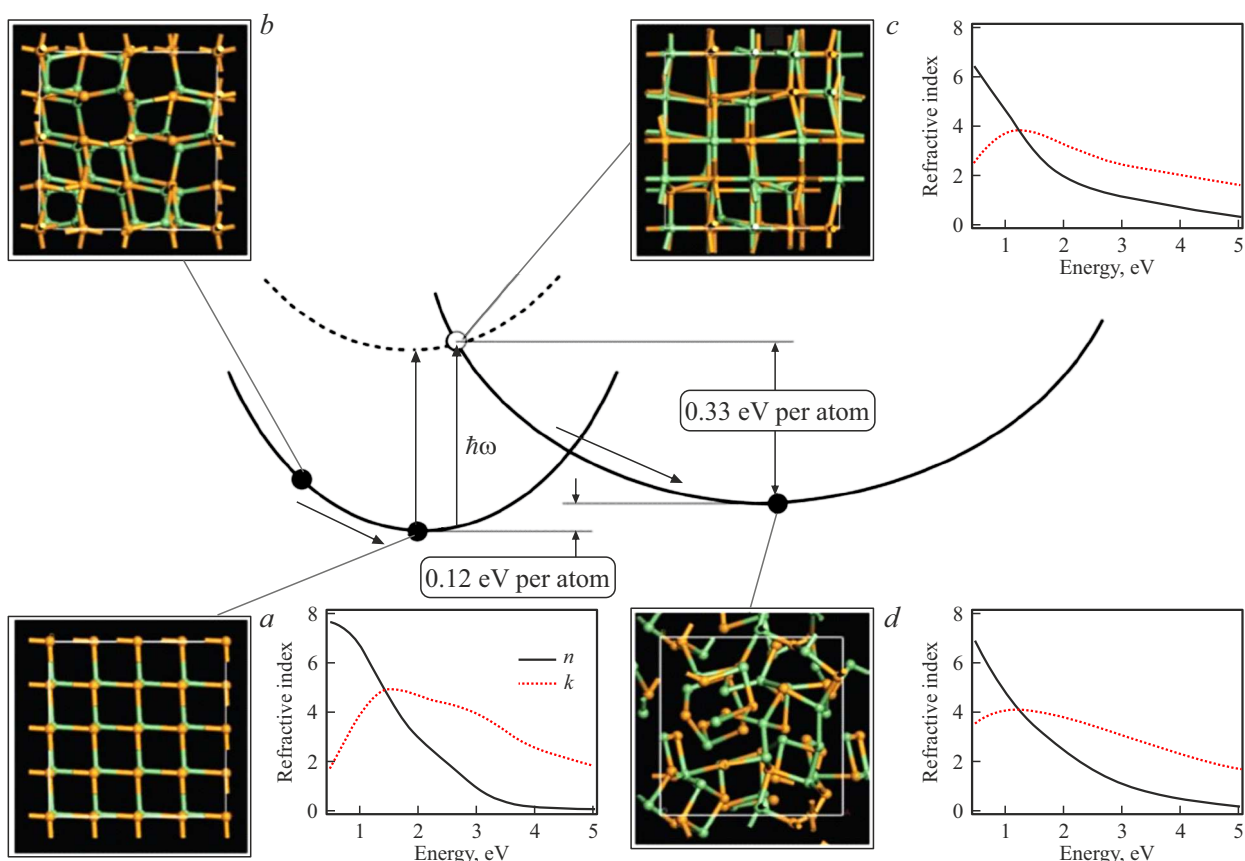 b
c
8
6
4
2
0
Refractive index
1 2 3 4 5
Energy, eV
0.33 eV per atom
ħω
0.12 eV per atom
a
8
6
4
2
0
Refractive index
n
k
1 2 3 4 5
Energy, eV
d
8
6
4
2
0
Refractive index
1 2 3 4 5
Energy, eV